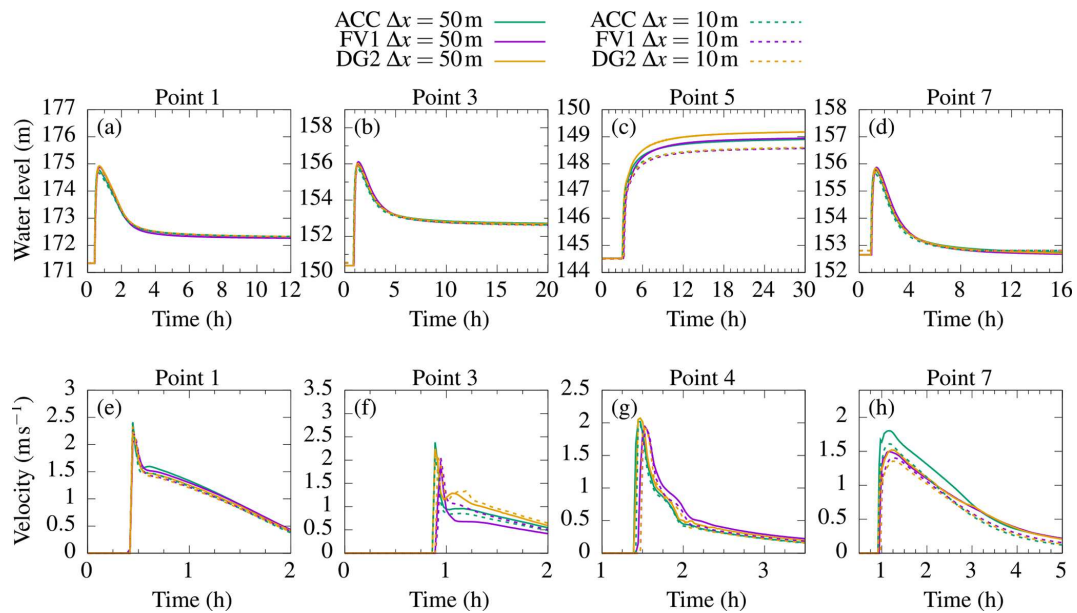 ACC Δx = 50 m ACC Δx = 10 m
FV1 Δx = 50 m FV1 Δx = 10 m
DG2 Δx = 50 m DG2 Δx = 10 m
Point 1 Point 3 Point 5 Point 7
(a) (b) (c) (d)
Water level (m)
177 176 175 174 173 172 171
158 156 154 152 150
150 149 148 147 146 145 144
158 157 156 155 154 153 152
0 2 4 6 8 10 12
0 5 10 15 20
0 6 12 18 24 30
0 4 8 12 16
Time (h) Time (h) Time (h) Time (h)
Point 1 Point 3 Point 4 Point 7
(e) (f) (g) (h)
Velocity (m s⁻¹)
3 2.5 2 1.5 1 0.5 0
3.5 3 2.5 2 1.5 1 0.5 0
2.5 2 1.5 1 0.5 0
2 1.5 1 0.5 0
0 1 2
0 1 2
1 2 3
1 2 3 4 5
Time (h) Time (h) Time (h) Time (h)